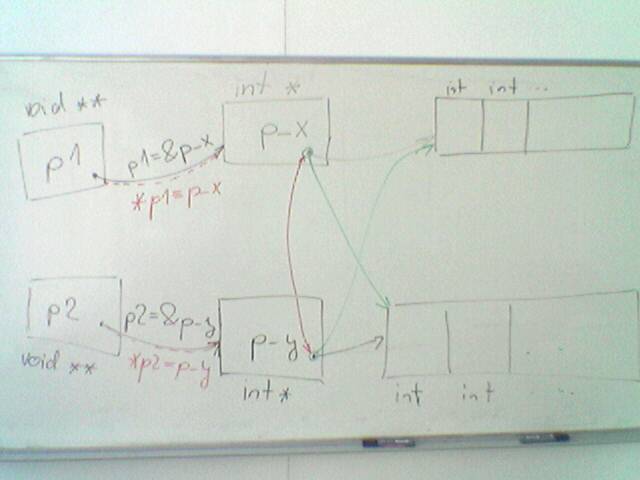 void **
int *
int int ...
p1
p1=&p-x
p-x
*p1=p-x
p2
p2=&p-y
p-y
void **
*p2=p-y
int *
int int ...